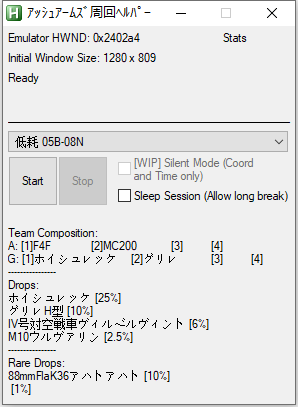 アッシュアームズ 周回ヘルパー
Emulator HWND: 0x2402a4 Stats
Initial Window Size: 1280 x 809
Ready
低耗 05B-08N
Start Stop [WIP] Silent Mode (Coord and Time only)
Sleep Session (Allow long break)
Team Composition:
A: [1]F4F [2]MC200 [3] [4]
G: [1]ホイシュレッケ [2]グリレ [3] [4]
----------------
Drops:
ホイシュレッケ [25%]
グリレH型 [10%]
IV号対空戦車ヴィルベルヴィント [6%]
M10ウルヴァリン [2.5%]
----------------
Rare Drops:
88mmFlaK36アハトアハト [10%]
[1%]